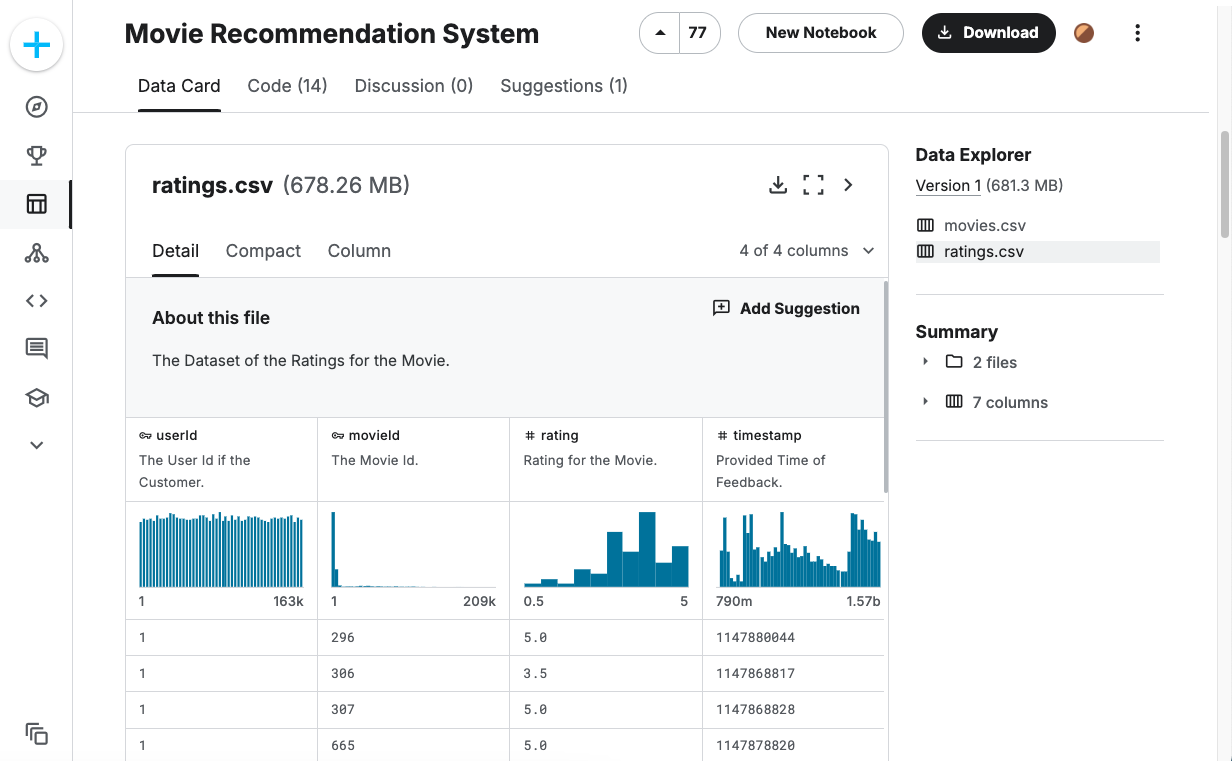 Movie Recommendation System
77
New Notebook
Download
Data Card
Code (14)
Discussion (0)
Suggestions (1)
ratings.csv (678.26 MB)
Detail
Compact
Column
4 of 4 columns
About this file
Add Suggestion
The Dataset of the Ratings for the Movie.
userId
The User Id if the
Customer.
movieId
The Movie Id.
# rating
Rating for the Movie.
# timestamp
Provided Time of
Feedback.
1 163k
1 209k
0.5 5
790m 1.57b
1 296 5.0 1147880044
1 306 3.5 1147868817
1 307 5.0 1147868828
1 665 5.0 1147878820
Data Explorer
Version 1 (681.3 MB)
movies.csv
ratings.csv
Summary
2 files
7 columns